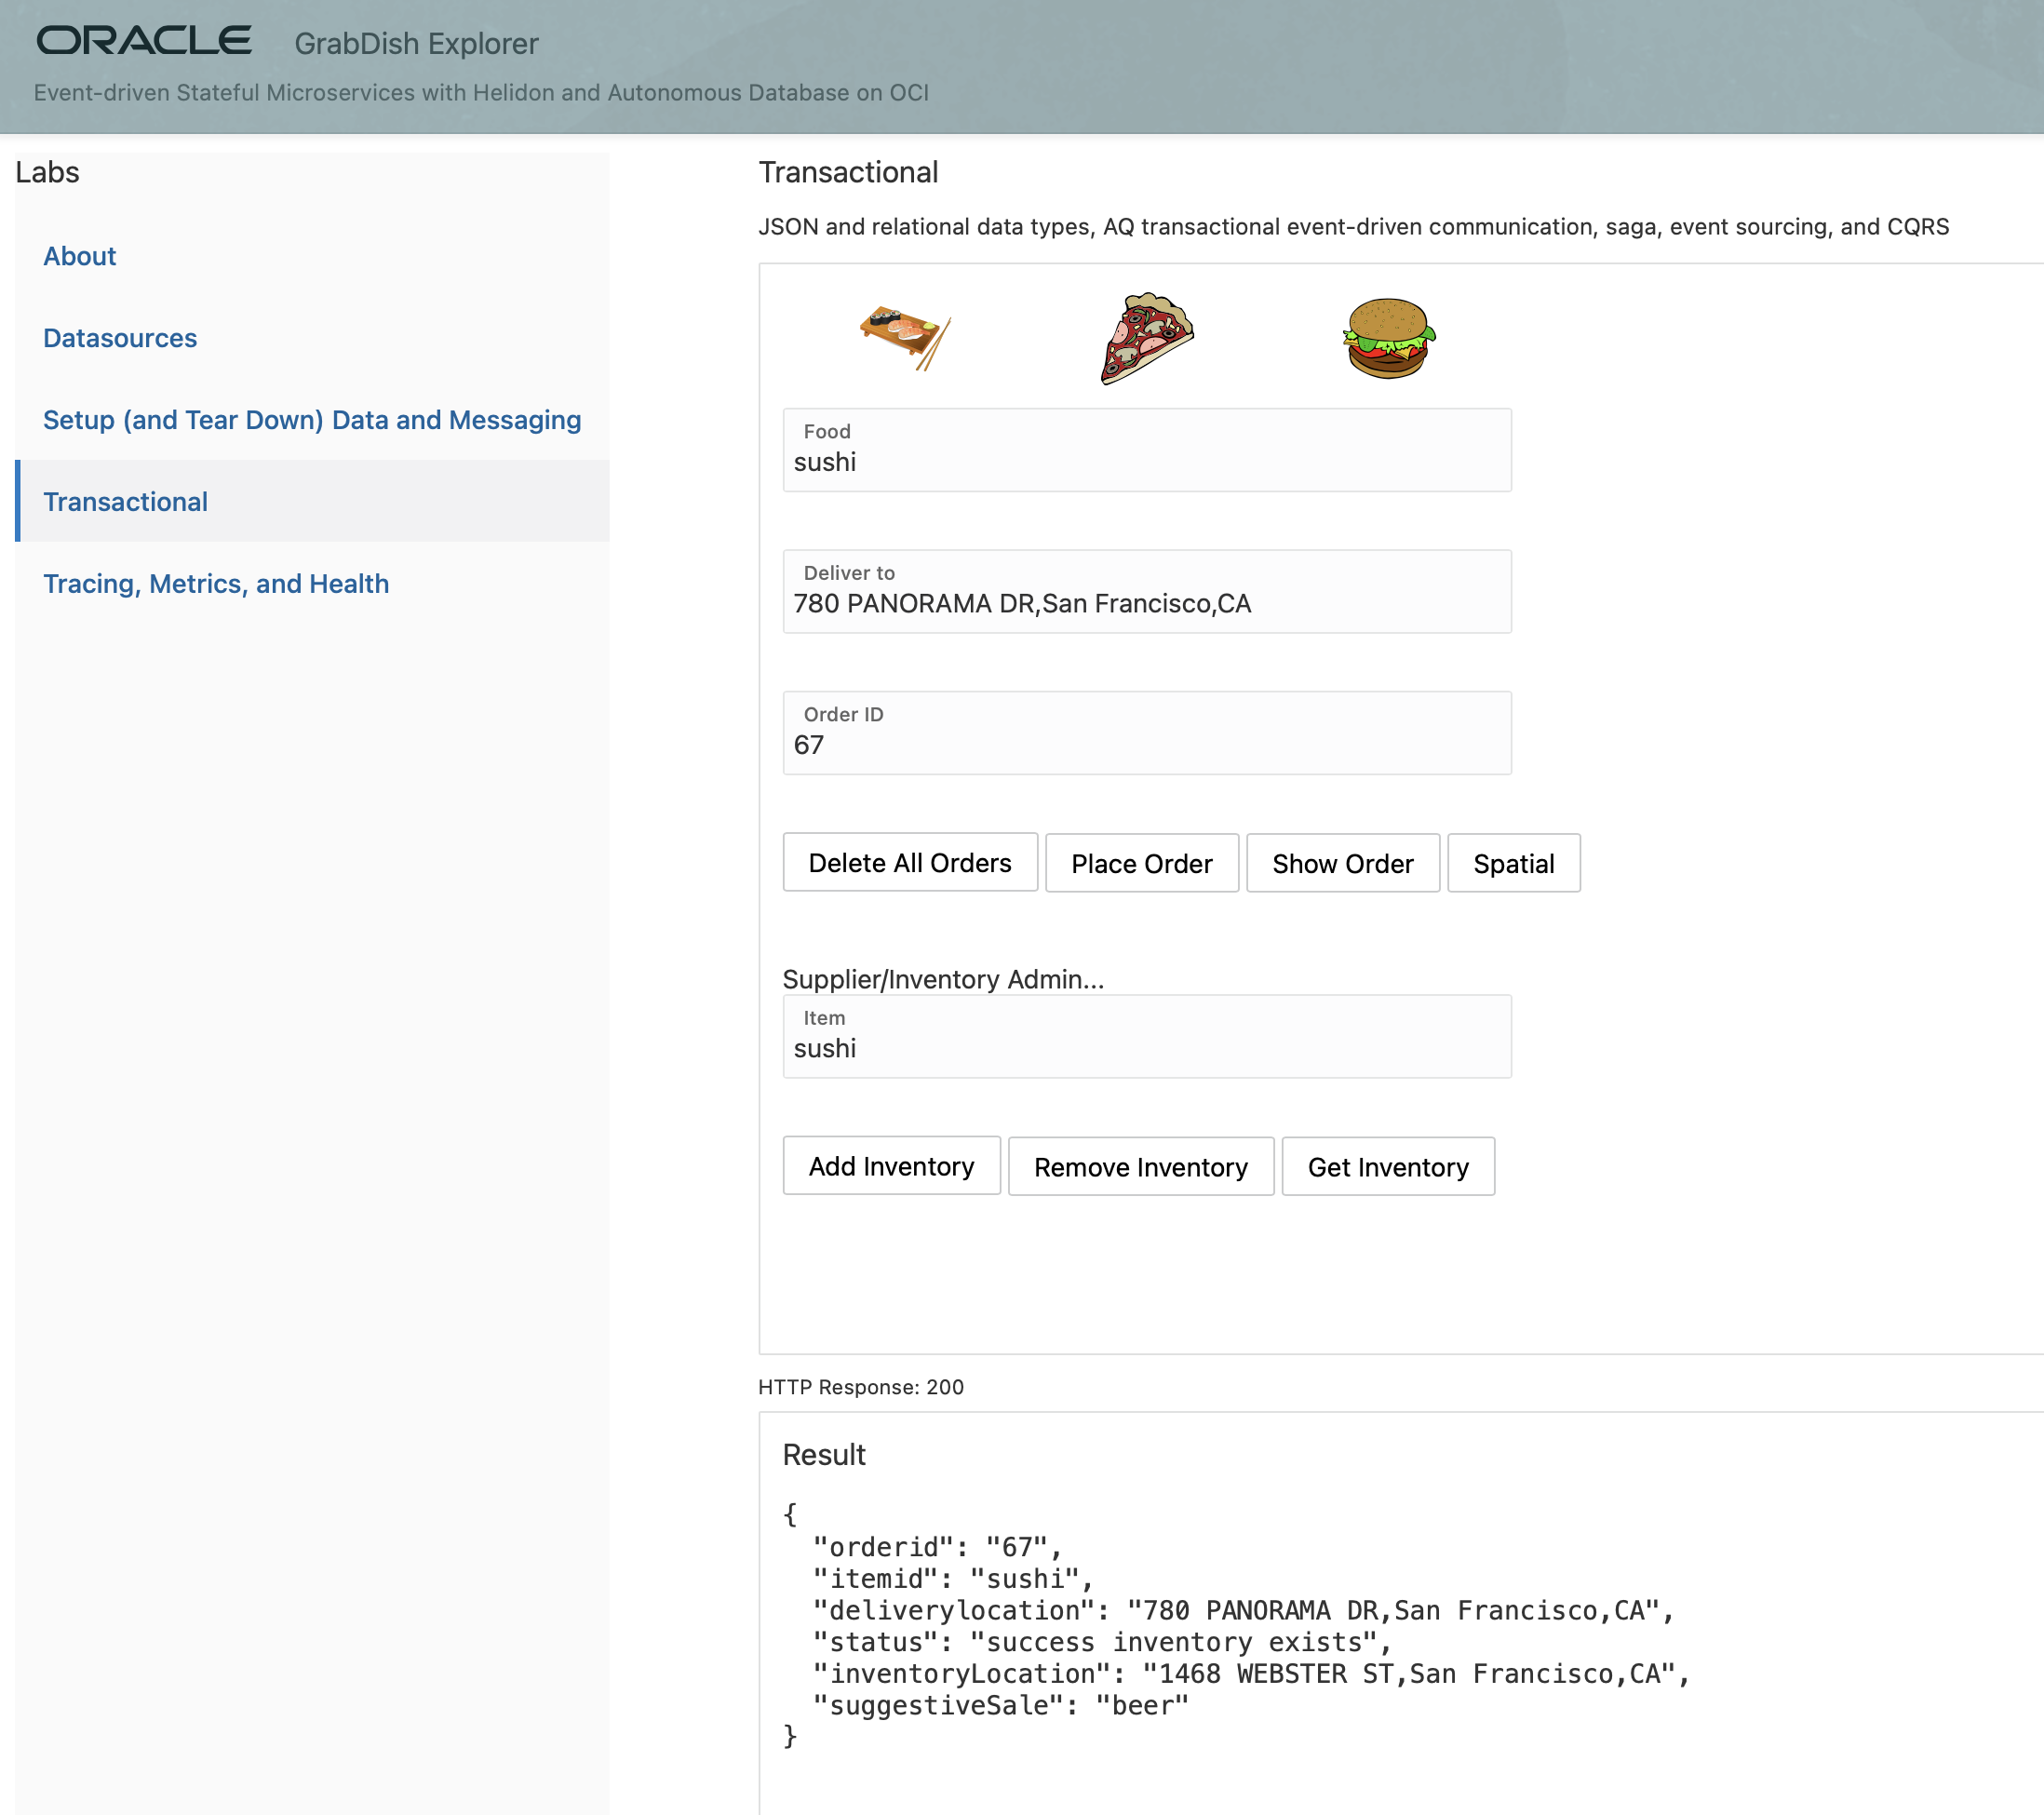 ORACLE GrabDish Explorer
Event-driven Stateful Microservices with Helidon and Autonomous Database on OCI
Labs
About
Datasources
Setup (and Tear Down) Data and Messaging
Transactional
Tracing, Metrics, and Health
Transactional
JSON and relational data types, AQ transactional event-driven communication, saga, event sourcing, and CQRS
Food
sushi
Deliver to
780 PANORAMA DR,San Francisco,CA
Order ID
67
Delete All Orders Place Order Show Order Spatial
Supplier/Inventory Admin...
Item
sushi
Add Inventory Remove Inventory Get Inventory
HTTP Response: 200
Result
{
"orderid": "67",
"itemid": "sushi",
"deliverylocation": "780 PANORAMA DR,San Francisco,CA",
"status": "success inventory exists",
"inventoryLocation": "1468 WEBSTER ST,San Francisco,CA",
"suggestiveSale": "beer"
}